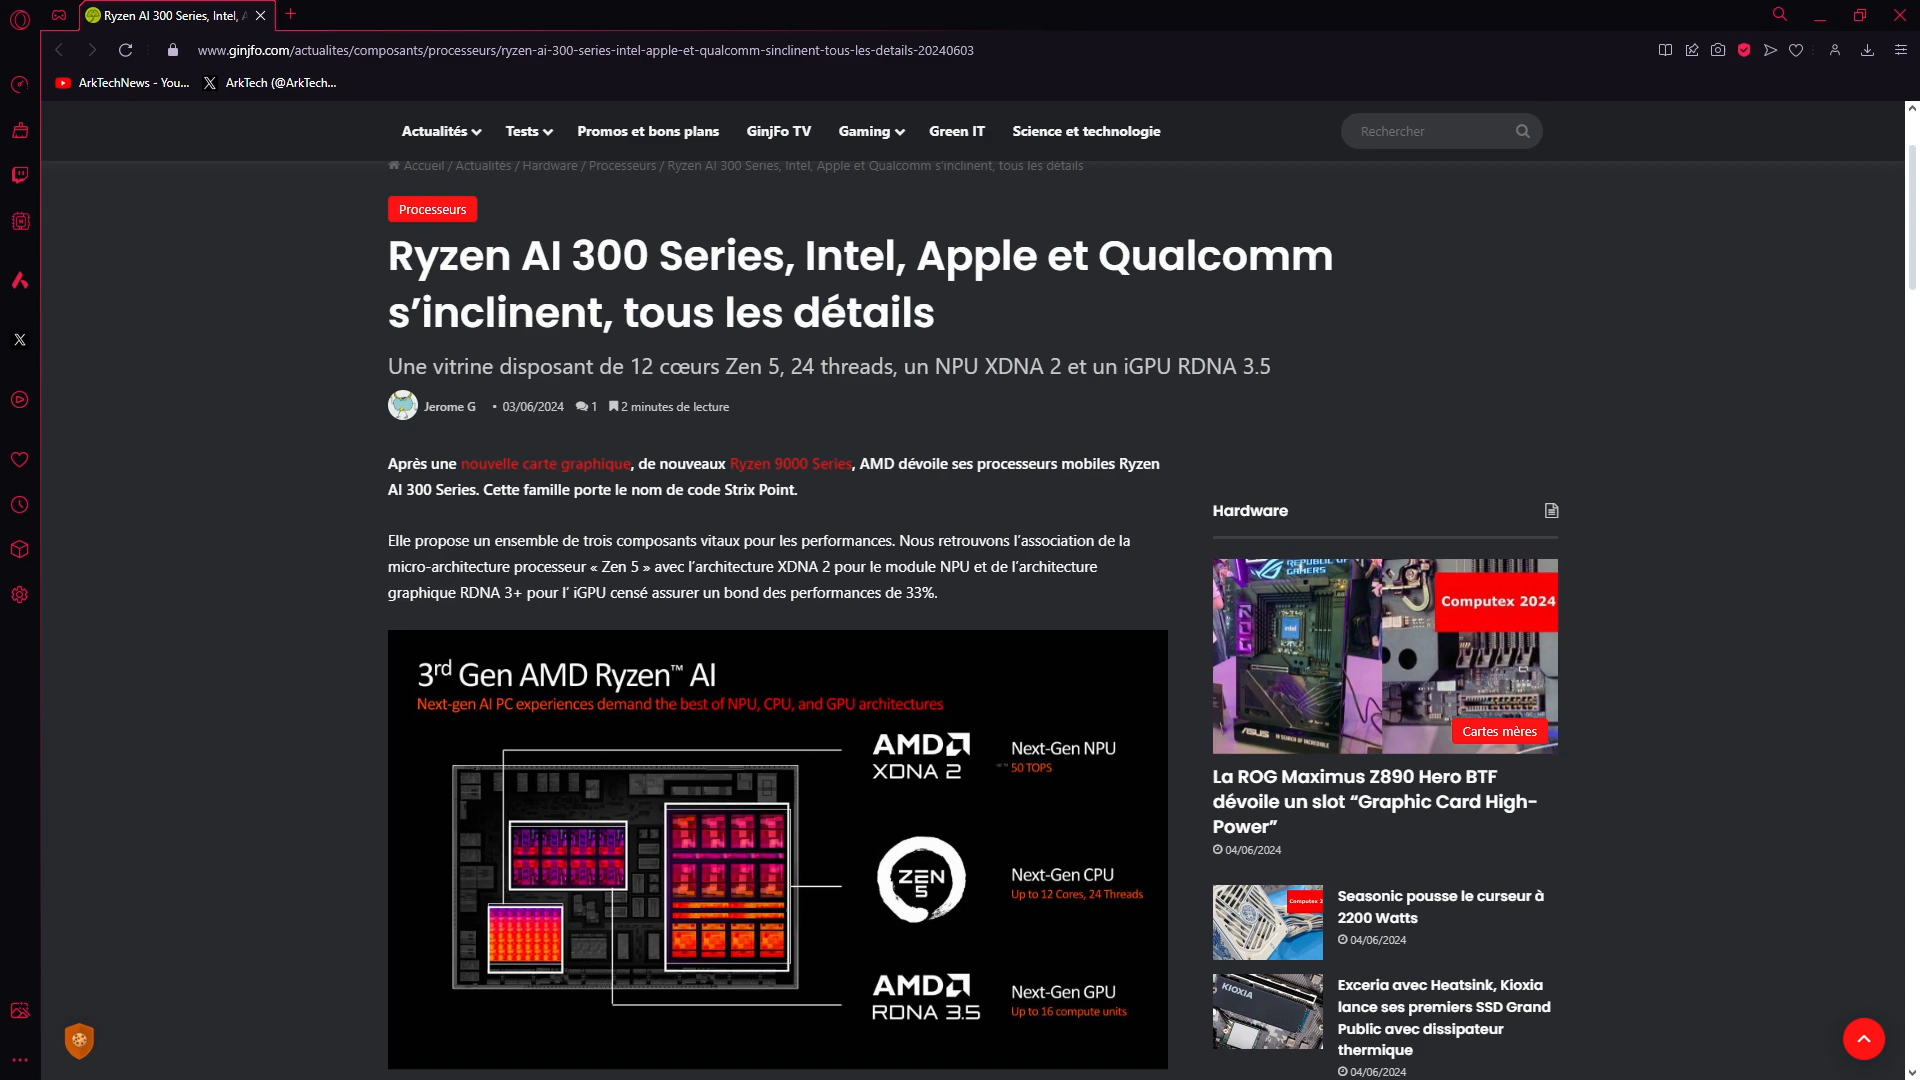 Ryzen AI 300 Series, Intel, A
www.ginjfo.com/actualites/composants/processeurs/ryzen-ai-300-series-intel-apple-et-qualcomm-sinclinent-tous-les-details-20240603
ArkTechNews - You...
ArkTech (@ArkTech...
Actualités
Tests
Promos et bons plans
GinjFo TV
Gaming
Green IT
Science et technologie
Rechercher
Accueil / Actualités / Hardware / Processeurs / Ryzen AI 300 Series, Intel, Apple et Qualcomm s’inclinent, tous les détails
Processeurs
Ryzen AI 300 Series, Intel, Apple et Qualcomm
s’inclinent, tous les détails
Une vitrine disposant de 12 cœurs Zen 5, 24 threads, un NPU XDNA 2 et un iGPU RDNA 3.5
Jerome G • 03/06/2024 1 2 minutes de lecture
Après une nouvelle carte graphique, de nouveaux Ryzen 9000 Series, AMD dévoile ses processeurs mobiles Ryzen
AI 300 Series. Cette famille porte le nom de code Strix Point.
Elle propose un ensemble de trois composants vitaux pour les performances. Nous retrouvons l’association de la
micro-architecture processeur « Zen 5 » avec l’architecture XDNA 2 pour le module NPU et de l’architecture
graphique RDNA 3+ pour l’ iGPU censé assurer un bond des performances de 33%.
3rd Gen AMD Ryzen™ AI
Next-gen AI PC experiences demand the best of NPU, CPU, and GPU architectures
AMD
XDNA 2
Next-Gen NPU
50 TOPS
ZEN
5
Next-Gen CPU
Up to 12 Cores, 24 Threads
AMD
RDNA 3.5
Next-Gen GPU
Up to 16 compute units
Hardware
REPUBLIC OF
GAMERS
intel
ASUS IN SEARCH OF INCREDIBLE
Computex 2024
Cartes mères
La ROG Maximus Z890 Hero BTF
dévoile un slot “Graphic Card High-
Power”
04/06/2024
Computex 2
Seasonic pousse le curseur à
2200 Watts
04/06/2024
KIOXIA
Exceria avec Heatsink, Kioxia
lance ses premiers SSD Grand
Public avec dissipateur
thermique
04/06/2024